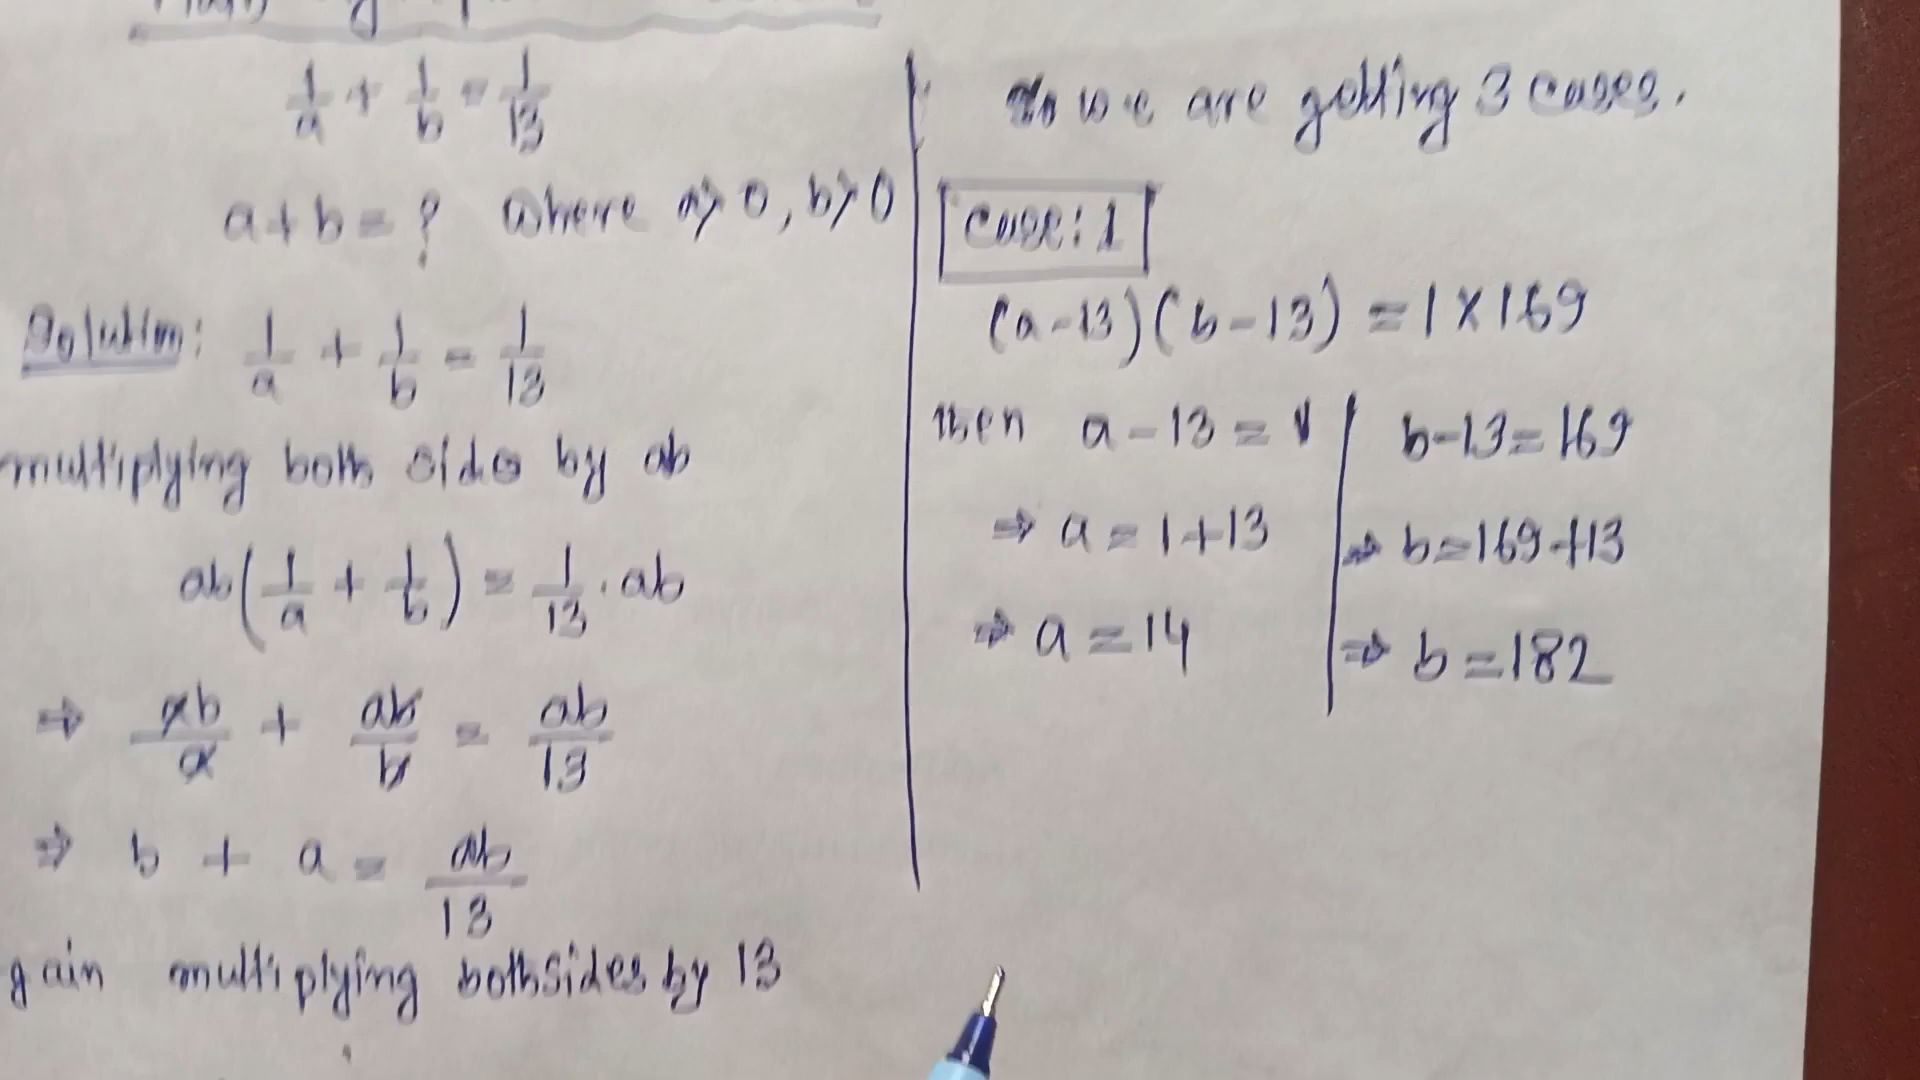 1/a + 1/b = 1/13
a+b=? where a>0, b>0
Solution: 1/a + 1/b = 1/13
multiplying both sides by ab
ab(1/a + 1/b) = 1/13 . ab
⇒ ab/a + ab/b = ab/13
⇒ b + a = ab/13
gain multiplying bothsides by 13
So we are getting 3 cases.
Case: 1
(a-13)(b-13) = 1×169
then a-13=1
b-13=169
⇒ a=1+13
⇒ b=169+13
⇒ a=14
⇒ b=182